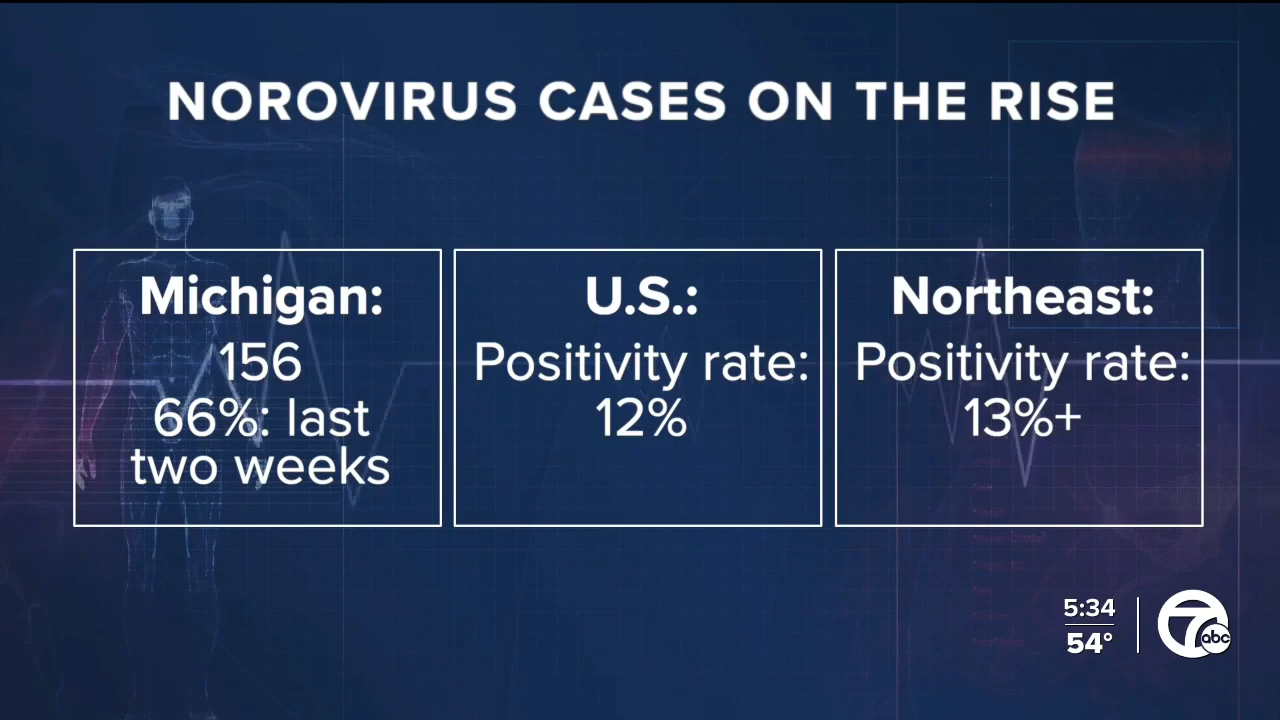 NOROVIRUS CASES ON THE RISE
Michigan:
156
66%: last
two weeks
U.S.:
Positivity rate:
12%
Northeast:
Positivity rate:
13%+
5:34
54°
7
abc